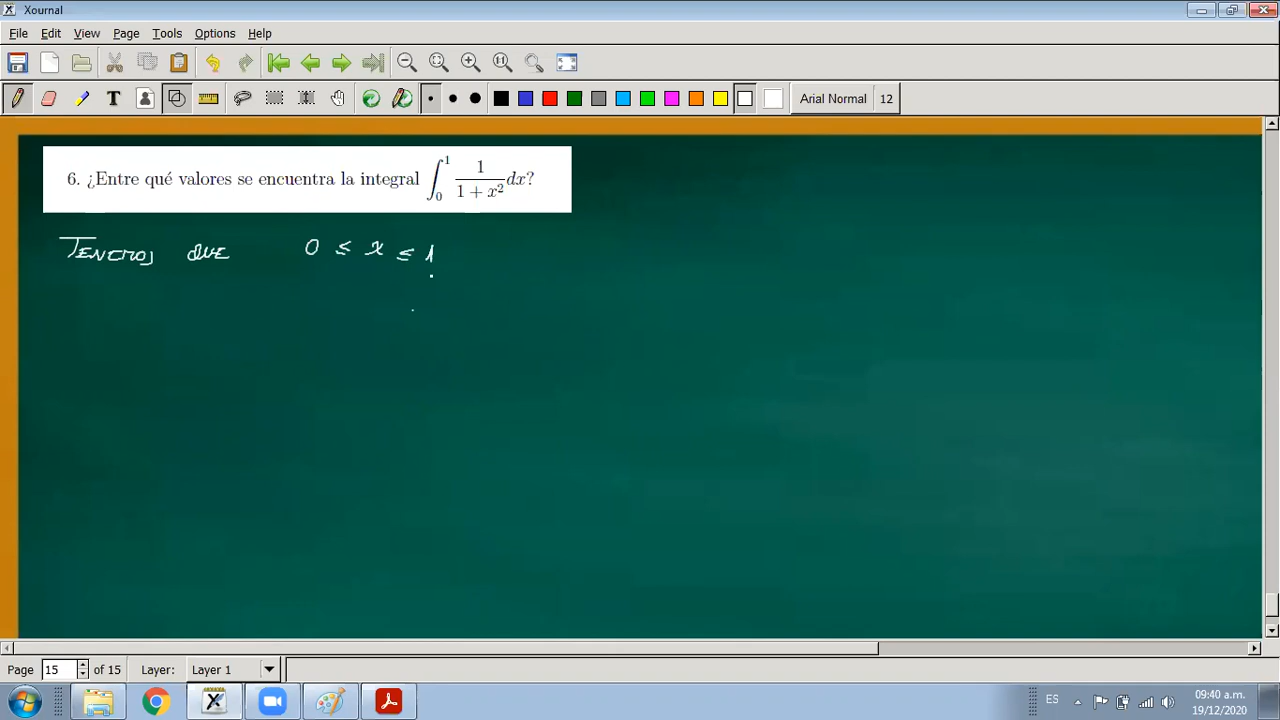 Xournal
File Edit View Page Tools Options Help
Arial Normal 12
6. ¿Entre qué valores se encuentra la integral ∫₀¹ 1/(1 + x²) dx?
TENEMOS QUE 0 ≤ x ≤ 1
Page 15 of 15 Layer: Layer 1
ES 09:40 a.m.
19/12/2020